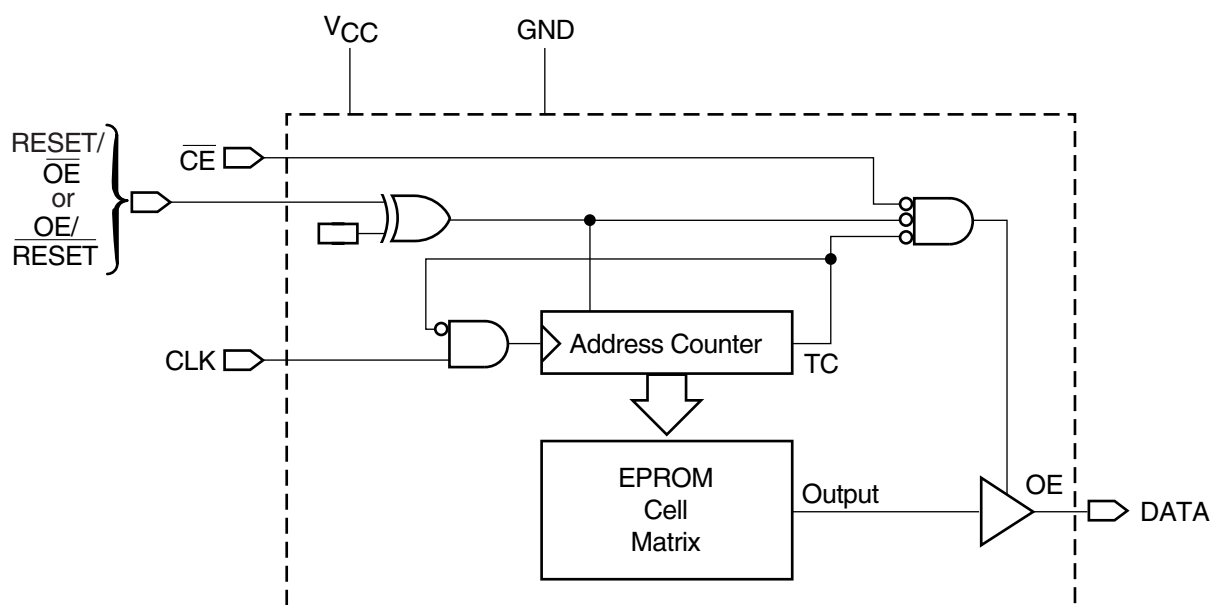 VCC
GND
RESET/
OE
or
OE/
RESET
CE
CLK
Address Counter
TC
EPROM
Cell
Matrix
Output
OE
DATA